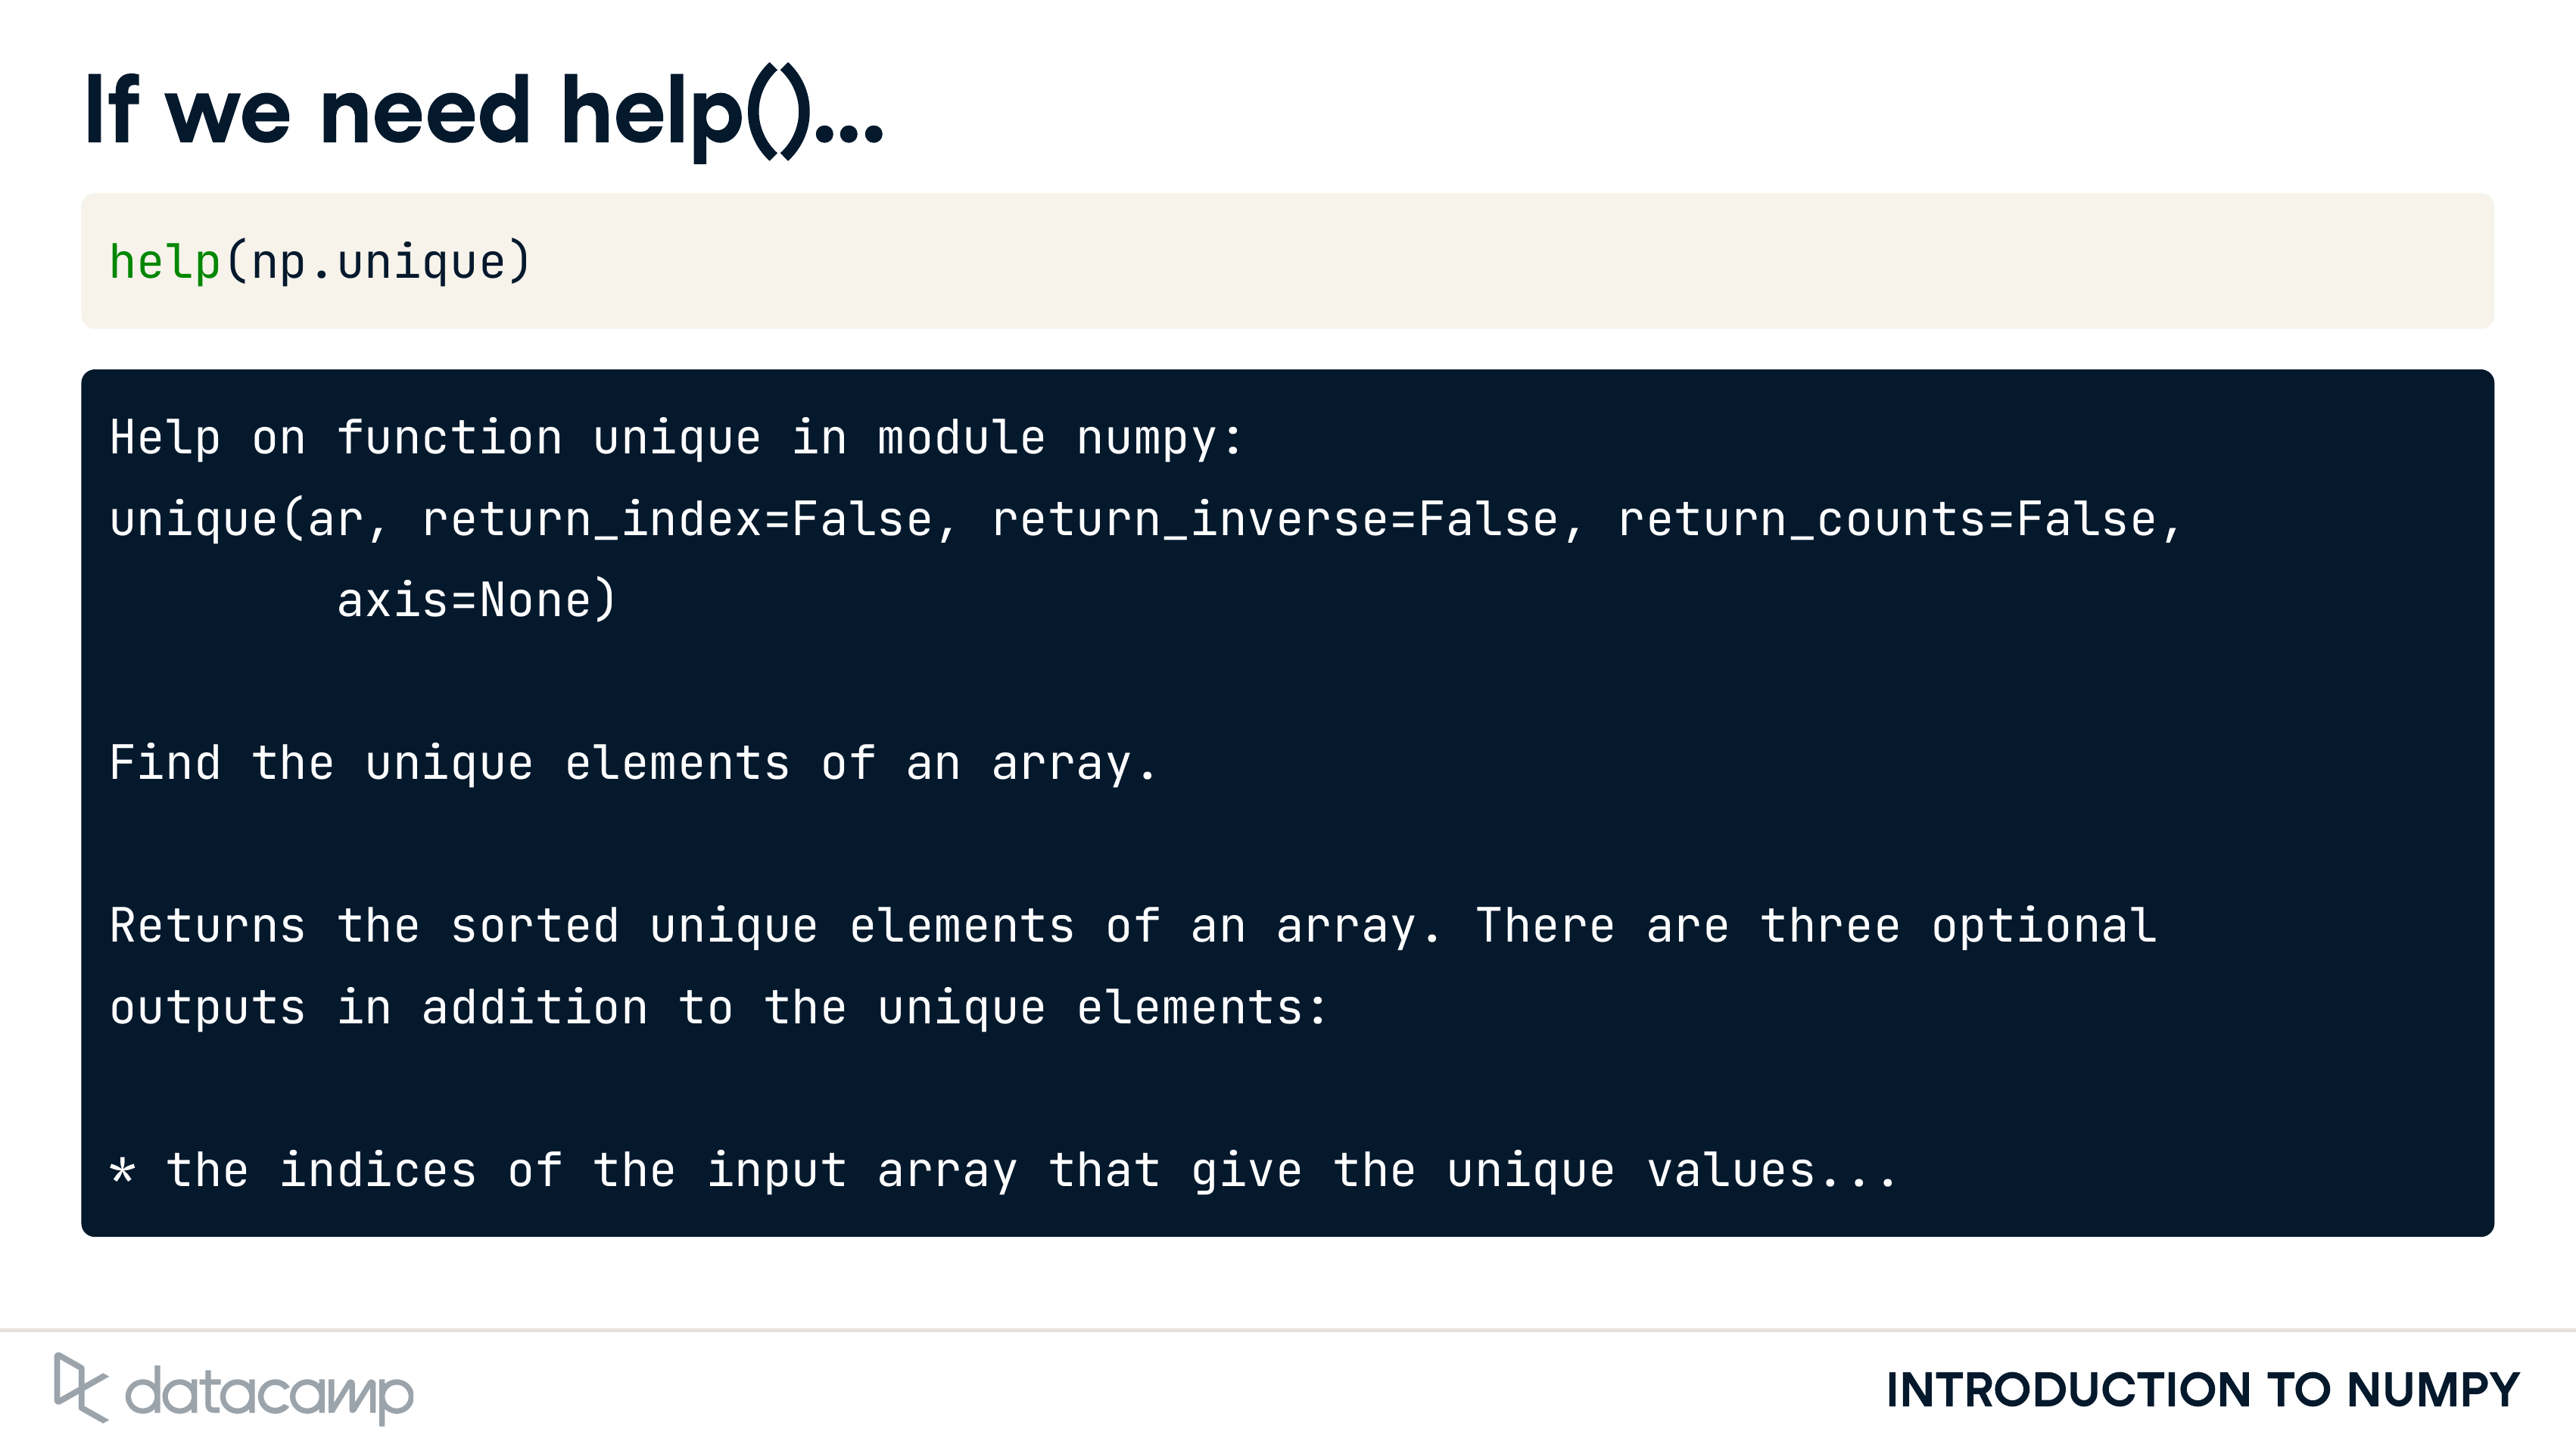 If we need help()...
help(np.unique)
Help on function unique in module numpy:
unique(ar, return_index=False, return_inverse=False, return_counts=False,
        axis=None)
Find the unique elements of an array.
Returns the sorted unique elements of an array. There are three optional
outputs in addition to the unique elements:
* the indices of the input array that give the unique values...
datacamp
INTRODUCTION TO NUMPY